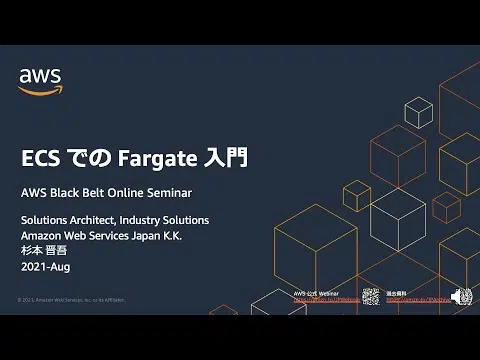 aws
ECS での Fargate 入門
AWS Black Belt Online Seminar
Solutions Architect, Industry Solutions
Amazon Web Services Japan K.K.
杉本 晋吾
2021-Aug
© 2021, Amazon Web Services, Inc. or its Affiliates.
AWS 公式 Webinar
過去資料